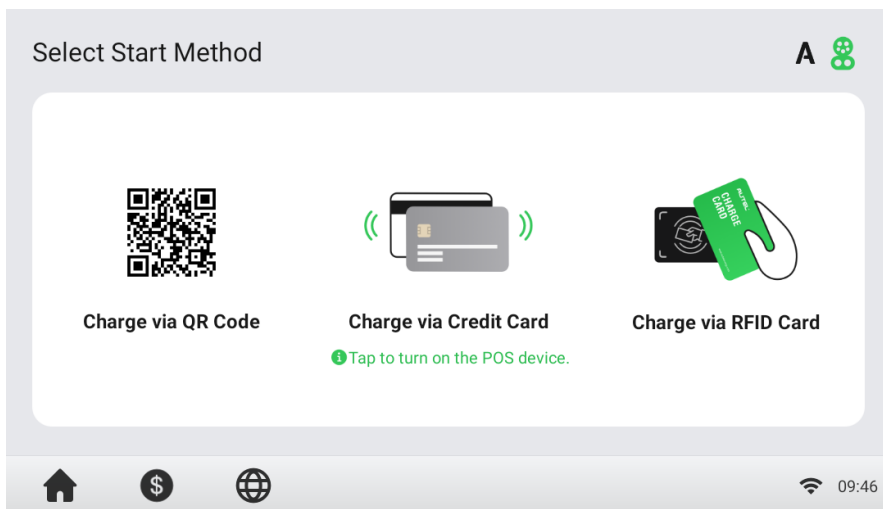 Select Start Method
A
AUTEL
CHARGE
CARD
Charge via QR Code
Charge via Credit Card
Charge via RFID Card
Tap to turn on the POS device.
$
09:46